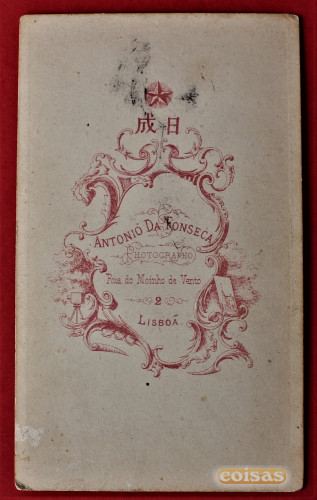 成日
ANTONIO DA FONSECA
PHOTOGRAPHO
Rua do Moinho de Vento
2
LISBOA
coisas